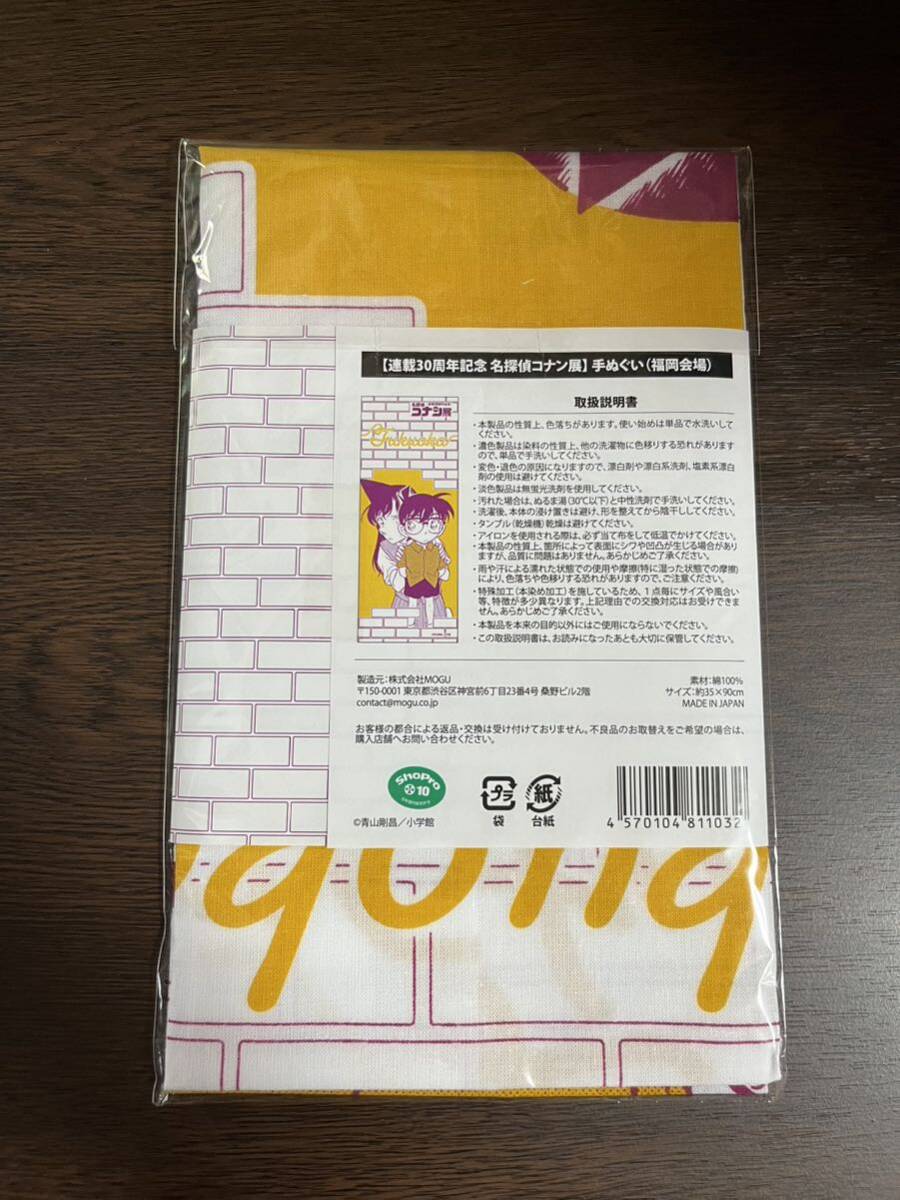 【連載30周年記念 名探偵コナン展】手ぬぐい（福岡会場）
コナン展
Fukuoka
取扱説明書
・本製品の性質上、色落ちがあります。使い始めは単品で水洗いして
ください。
・濃色製品は染料の性質上、他の洗濯物に色移りする恐れがあります
ので、単品で手洗いしてください。
・変色・退色の原因になりますので、漂白剤や漂白系洗剤、塩素系漂白
剤の使用は避けてください。
・淡色製品は無蛍光洗剤を使用してください。
・汚れた場合は、ぬるま湯（30℃以下）と中性洗剤で手洗いしてください。
・洗濯後、本体の浸け置きは避け、形を整えてから陰干ししてください。
・タンブル（乾燥機）乾燥は避けてください。
・アイロンを使用される際は、必ず当て布をして低温でかけてください。
・本製品の性質上、箇所によって表面にシワや凹凸が生じる場合があり
ますが、品質に問題はありません。あらかじめご了承ください。
・雨や汗による濡れた状態での使用や摩擦（特に湿った状態での摩擦）
により、色落ちや色移りする恐れがありますので、ご注意ください。
・特殊加工（本染め加工）を施しているため、1点毎にサイズや風合い
等、特徴が多少異なります。上記理由での交換対応はお受けできませ
ん。あらかじめご了承ください。
・本製品を本来の目的以外にはご使用にならないでください。
・この取扱説明書は、お読みになったあとも大切に保管してください。
製造元：株式会社MOGU
〒150-0001 東京都渋谷区神宮前6丁目23番4号 桑野ビル2階
contact@mogu.co.jp
素材：綿100%
サイズ：約35×90cm
MADE IN JAPAN
お客様の都合による返品・交換は受け付けておりません。不良品のお取替えをご希望の場合は、
購入店舗へお問い合わせください。
ShoPro
10
©青山剛昌／小学館
プラ
袋
紙
台紙
4 570104 811032